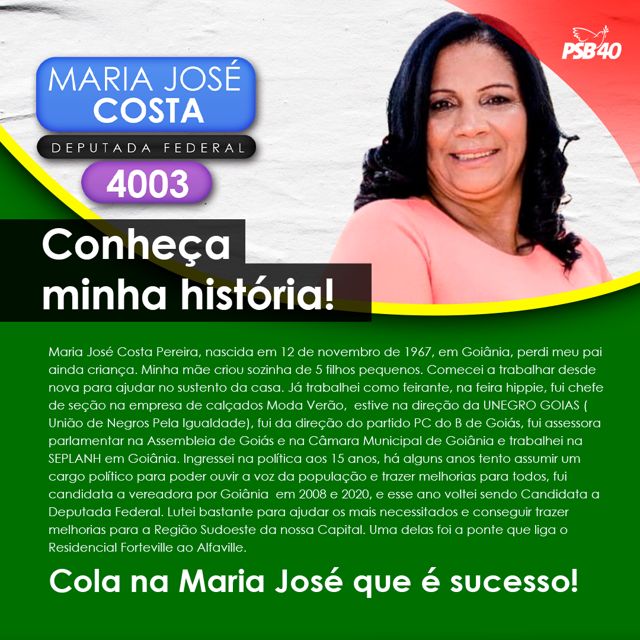 PSB40
MARIA JOSÉ
COSTA
DEPUTADA FEDERAL
4003
Conheça
minha história!
Maria José Costa Pereira, nascida em 12 de novembro de 1967, em Goiânia, perdi meu pai
ainda criança. Minha mãe criou sozinha de 5 filhos pequenos. Comecei a trabalhar desde
nova para ajudar no sustento da casa. Já trabalhei como feirante, na feira hippie, fui chefe
de seção na empresa de calçados Moda Verão, estive na direção da UNEGRO GOIAS (
União de Negros Pela Igualdade), fui da direção do partido PC do B de Goiás, fui assessora
parlamentar na Assembleia de Goiás e na Câmara Municipal de Goiânia e trabalhei na
SEPLANH em Goiânia. Ingressei na política aos 15 anos, há alguns anos tento assumir um
cargo político para poder ouvir a voz da população e trazer melhorias para todos, fui
candidata a vereadora por Goiânia em 2008 e 2020, e esse ano voltei sendo Candidata a
Deputada Federal. Lutei bastante para ajudar os mais necessitados e conseguir trazer
melhorias para a Região Sudoeste da nossa Capital. Uma delas foi a ponte que liga o
Residencial Forteville ao Alfaville.
Cola na Maria José que é sucesso!